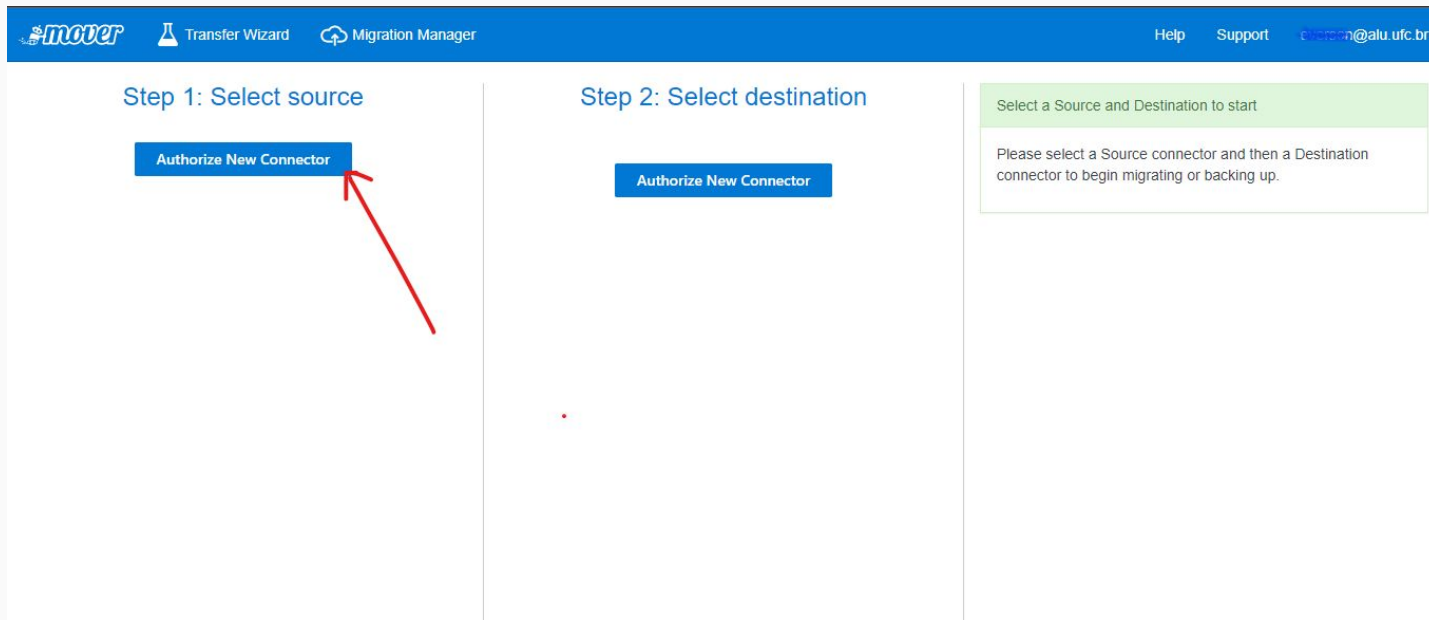 mover Transfer Wizard Migration Manager Help Support n@alu.ufc.br
Step 1: Select source
Authorize New Connector
Step 2: Select destination
Authorize New Connector
Select a Source and Destination to start
Please select a Source connector and then a Destination
connector to begin migrating or backing up.